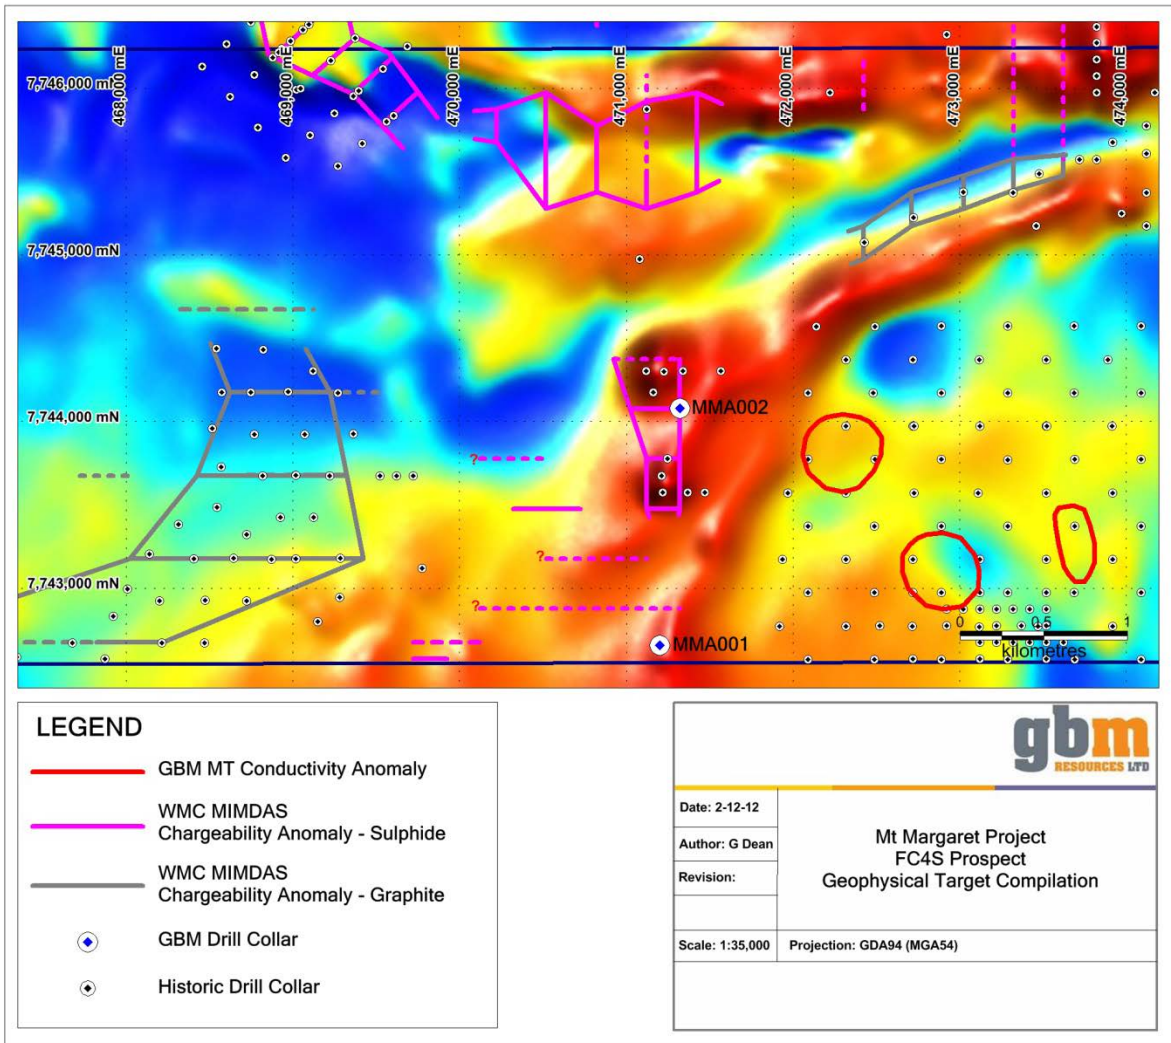 468,000 mE
469,000 mE
470,000 mE
471,000 mE
472,000 mE
473,000 mE
474,000 mE
7,746,000 mN
7,745,000 mN
7,744,000 mN
MMA002
?
?
7,743,000 mN
?
MMA001
0 0.5 1
kilometres
LEGEND
GBM MT Conductivity Anomaly
WMC MIMDAS
Chargeability Anomaly - Sulphide
WMC MIMDAS
Chargeability Anomaly - Graphite
GBM Drill Collar
Historic Drill Collar
gbm
RESOURCES LTD
Date: 2-12-12
Author: G Dean
Revision:
Mt Margaret Project
FC4S Prospect
Geophysical Target Compilation
Scale: 1:35,000
Projection: GDA94 (MGA54)